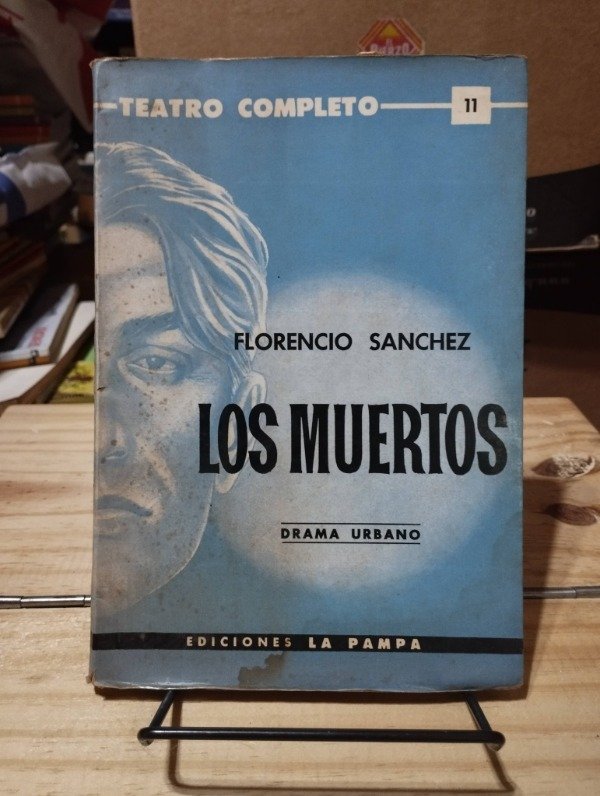 TEATRO COMPLETO 11
FLORENCIO SANCHEZ
LOS MUERTOS
DRAMA URBANO
EDICIONES LA PAMPA